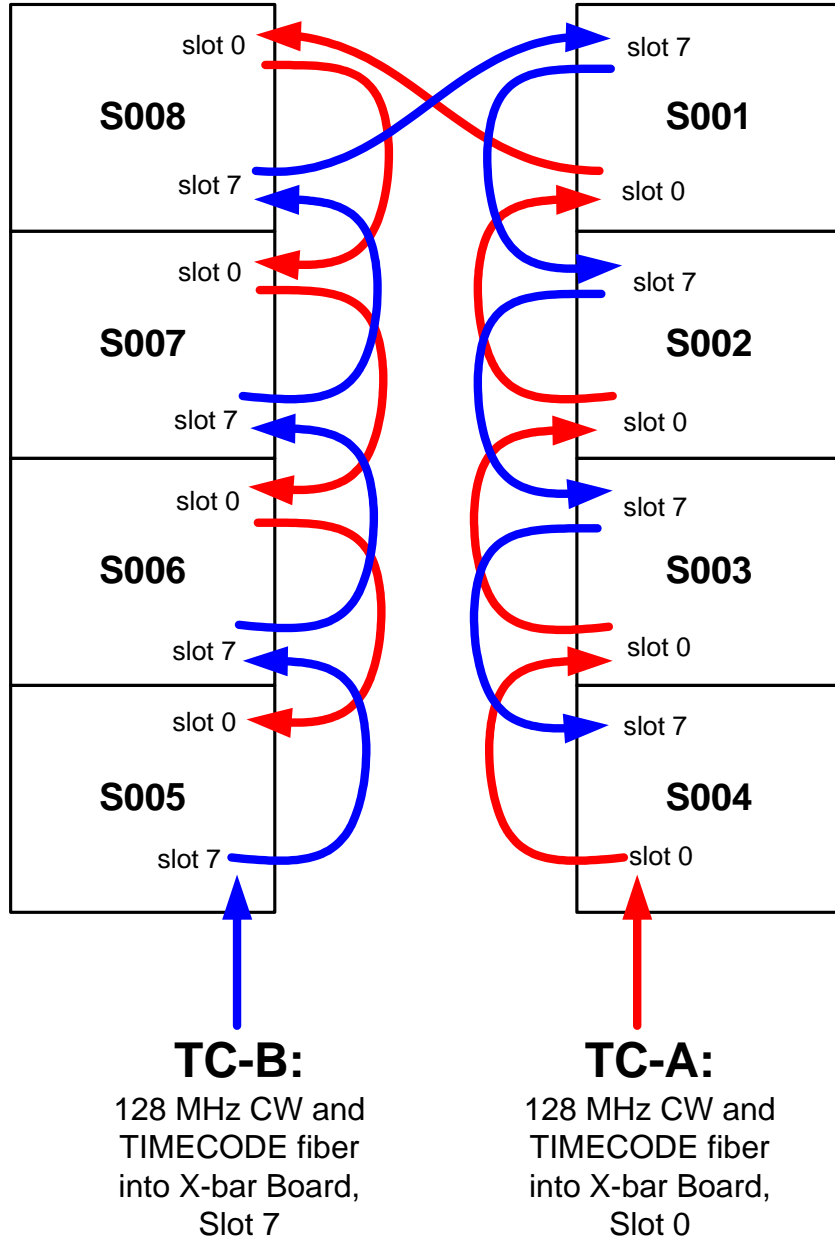 slot 0
S008
slot 7
slot 0
S007
slot 7
slot 0
S006
slot 7
slot 0
S005
slot 7
slot 7
S001
slot 0
slot 7
S002
slot 0
slot 7
S003
slot 0
slot 7
S004
slot 0
TC-B:
128 MHz CW and
TIMECODE fiber
into X-bar Board,
Slot 7
TC-A:
128 MHz CW and
TIMECODE fiber
into X-bar Board,
Slot 0